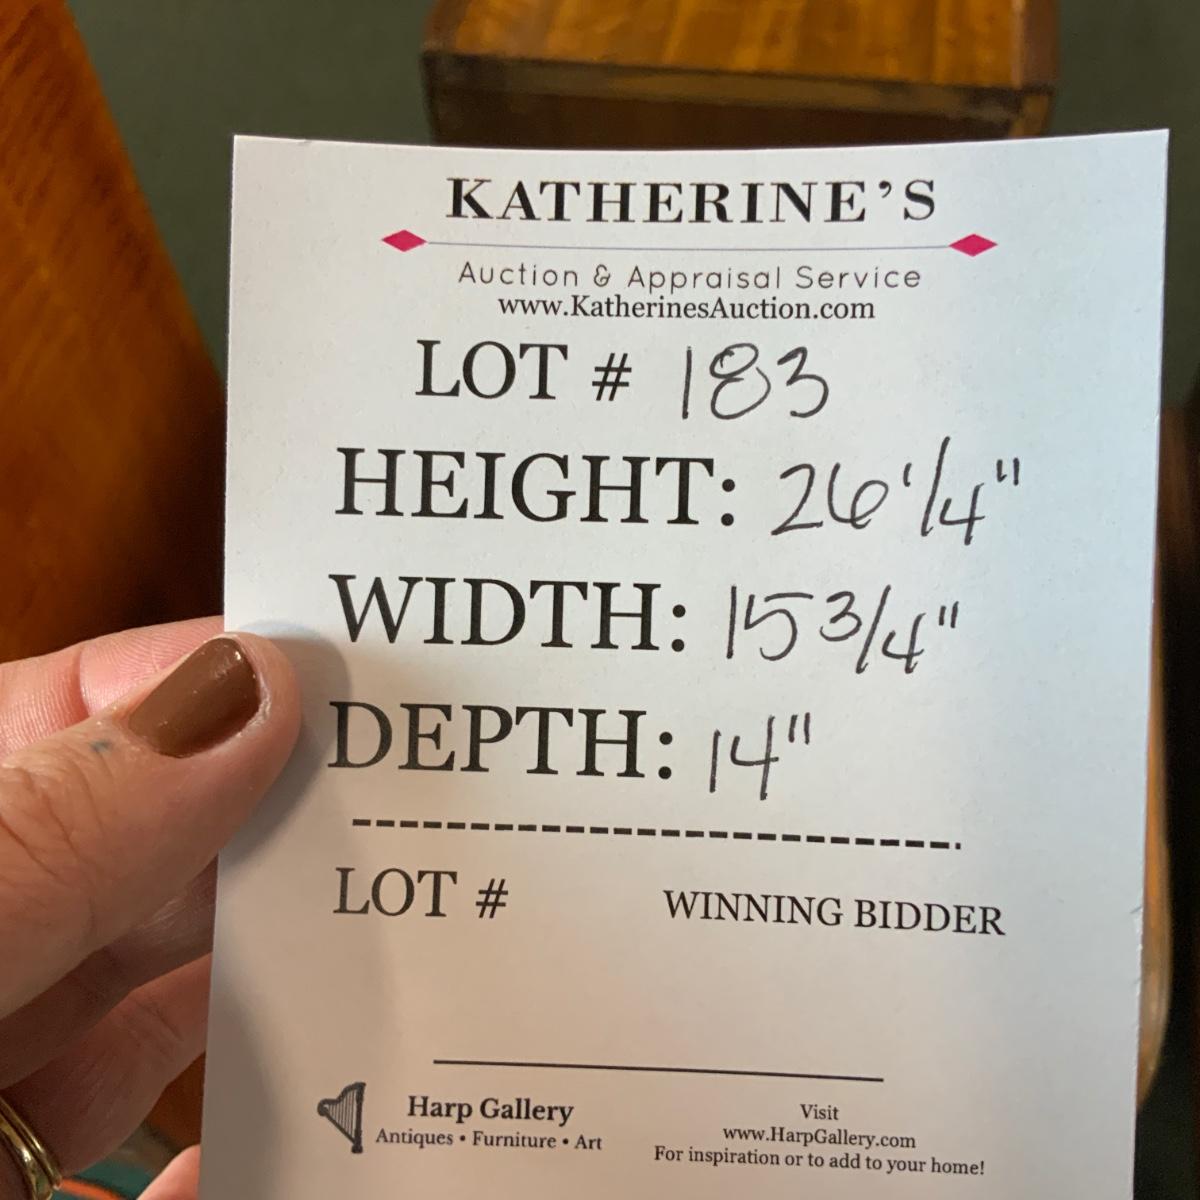 KATHERINE'S
Auction & Appraisal Service
www.KatherinesAuction.com
LOT # 183
HEIGHT: 26 1/4"
WIDTH: 15 3/4"
DEPTH: 14"
LOT # WINNING BIDDER
Harp Gallery
Antiques • Furniture • Art
Visit
www.HarpGallery.com
For inspiration or to add to your home!